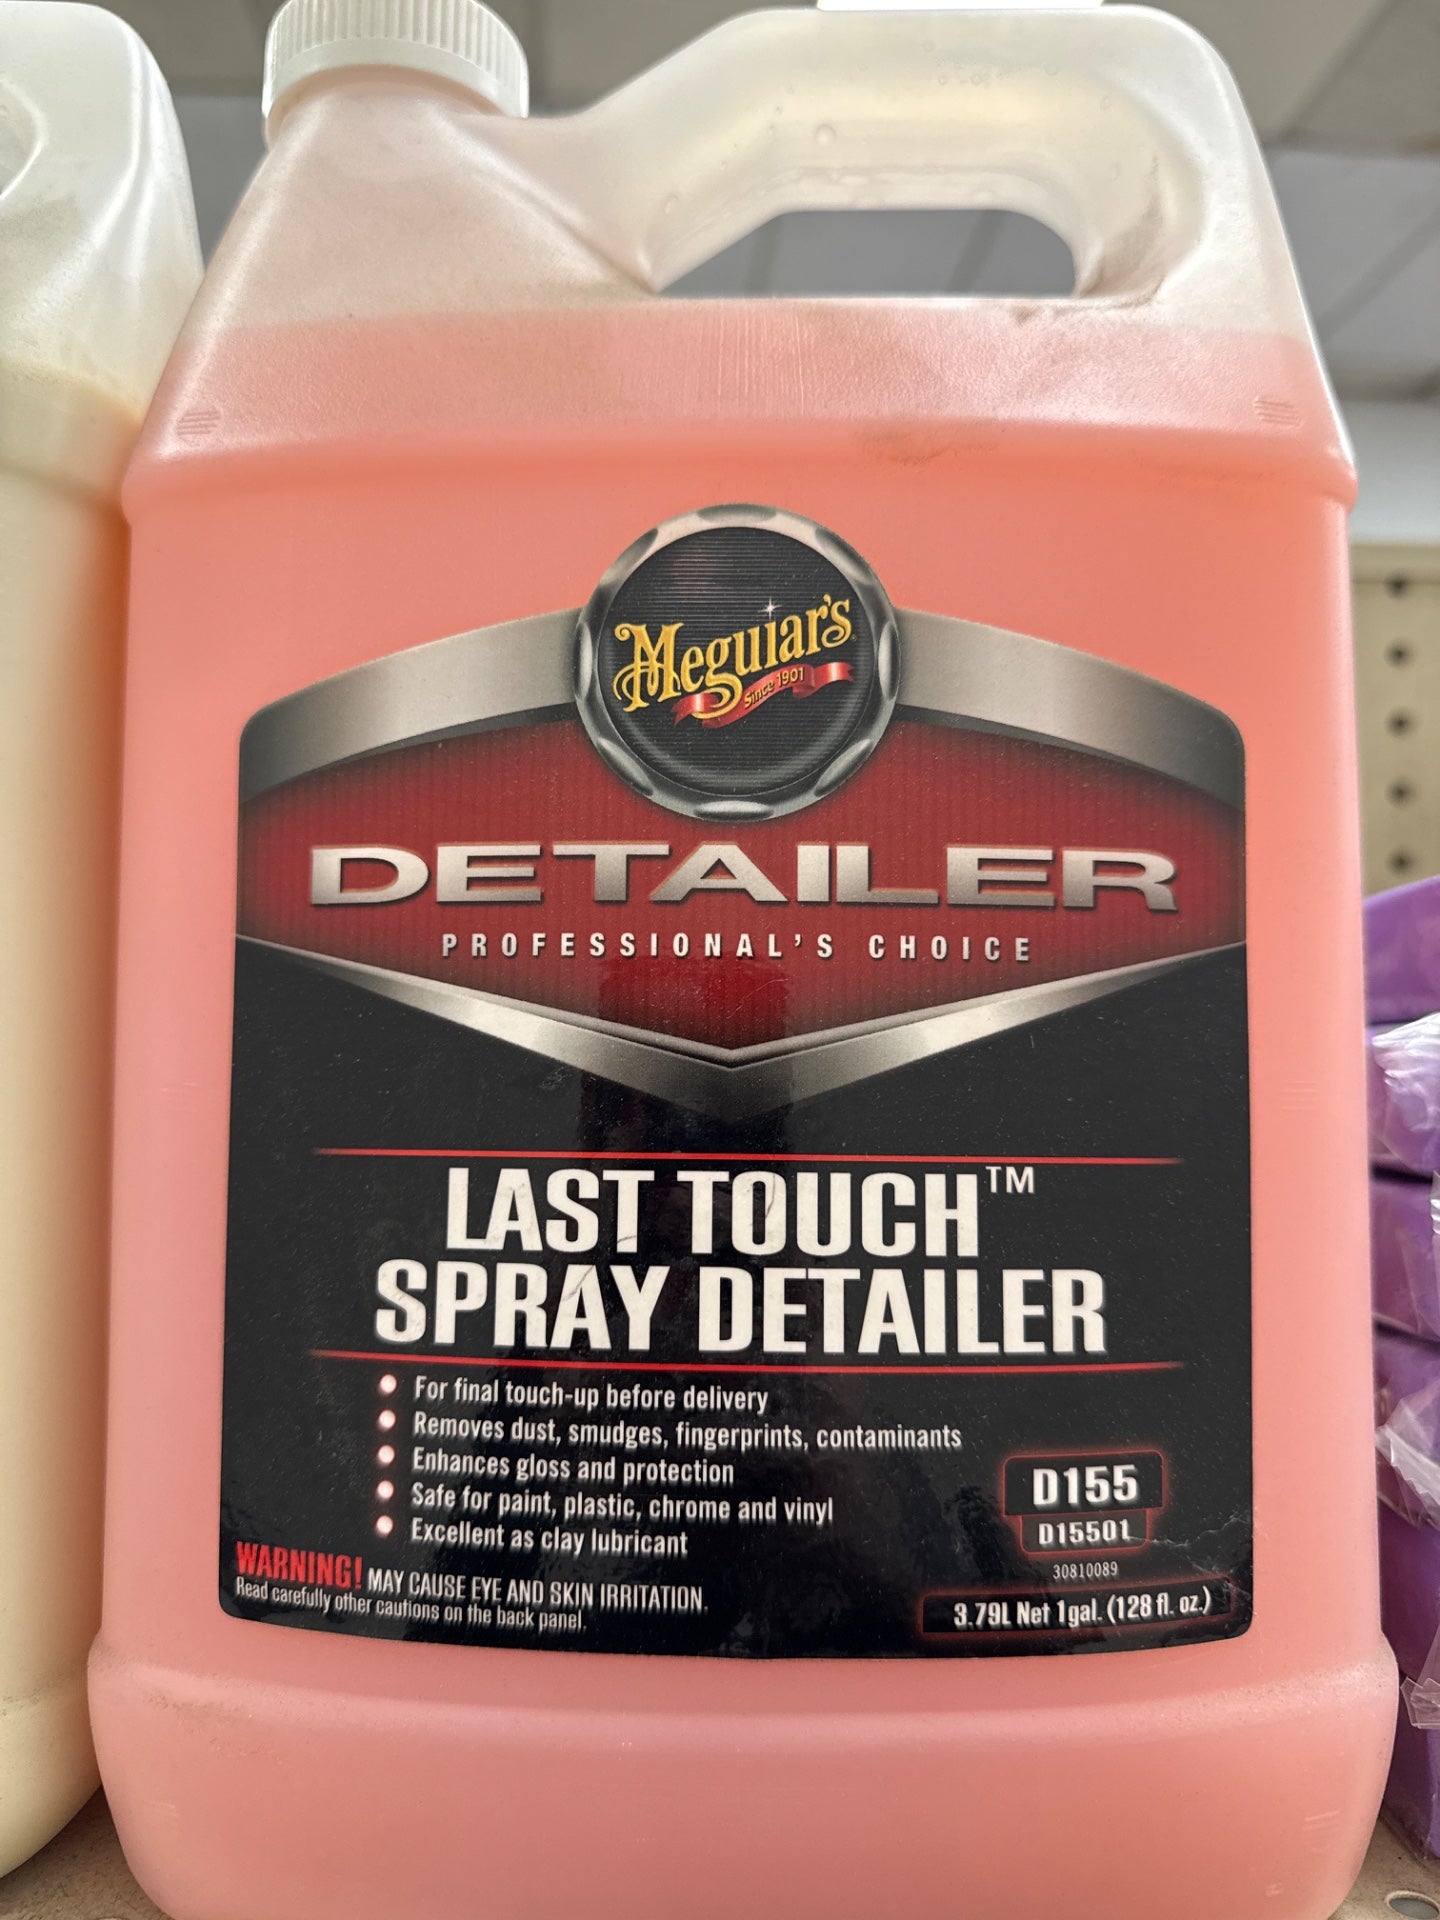 Meguiar's
Since 1901
DETAILER
PROFESSIONAL'S CHOICE
LAST TOUCH™
SPRAY DETAILER
• For final touch-up before delivery
• Removes dust, smudges, fingerprints, contaminants
• Enhances gloss and protection
• Safe for paint, plastic, chrome and vinyl
• Excellent as clay lubricant
D155
D15501
30810089
WARNING! MAY CAUSE EYE AND SKIN IRRITATION.
Read carefully other cautions on the back panel.
3.79L Net 1gal. (128 fl. oz.)